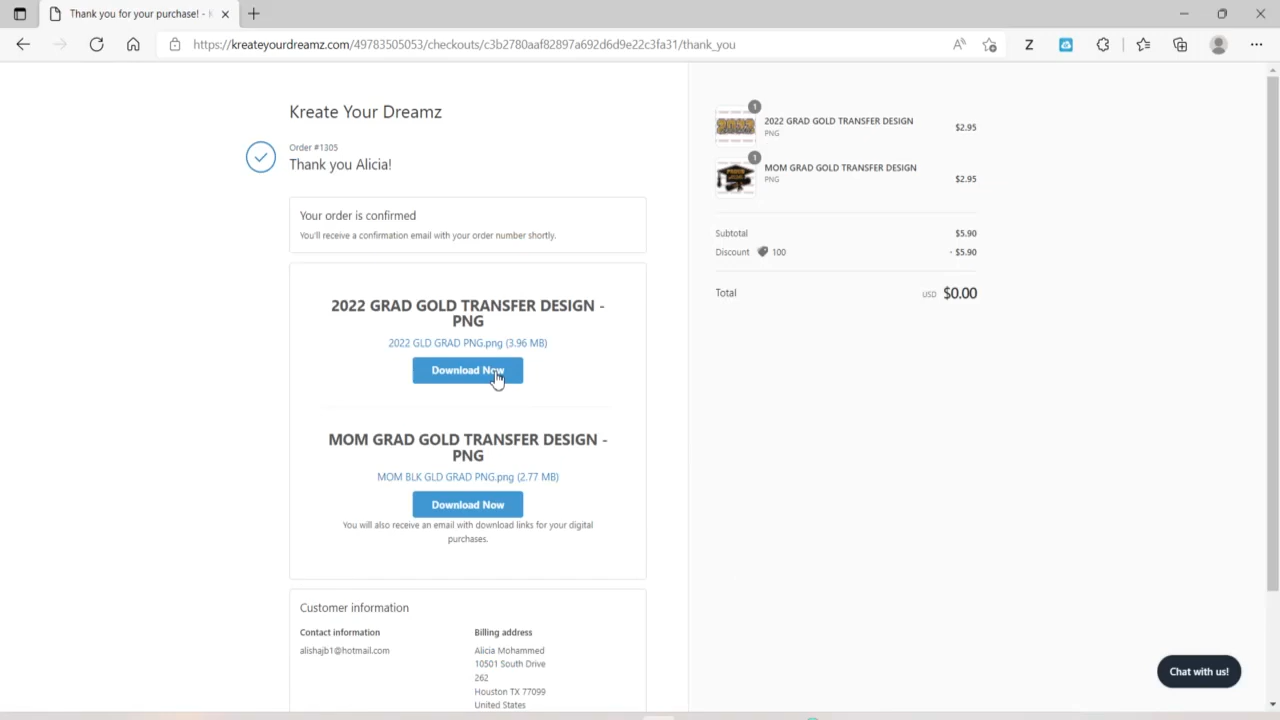 Thank you for your purchase! -
https://kreateyourdreamz.com/49783505053/checkouts/c3b2780aaf82897a692d6d9e22c3fa31/thank_you
Kreate Your Dreamz
Order #1305
Thank you Alicia!
Your order is confirmed
You'll receive a confirmation email with your order number shortly.
2022 GRAD GOLD TRANSFER DESIGN -
PNG
2022 GLD GRAD PNG.png (3.96 MB)
Download Now
MOM GRAD GOLD TRANSFER DESIGN -
PNG
MOM BLK GLD GRAD PNG.png (2.77 MB)
Download Now
You will also receive an email with download links for your digital
purchases.
Customer information
Contact information
alishajb1@hotmail.com
Billing address
Alicia Mohammed
10501 South Drive
262
Houston TX 77099
United States
1
2022 GRAD GOLD TRANSFER DESIGN
PNG
$2.95
1
MOM GRAD GOLD TRANSFER DESIGN
PNG
$2.95
Subtotal $5.90
Discount 100 - $5.90
Total USD $0.00
Chat with us!